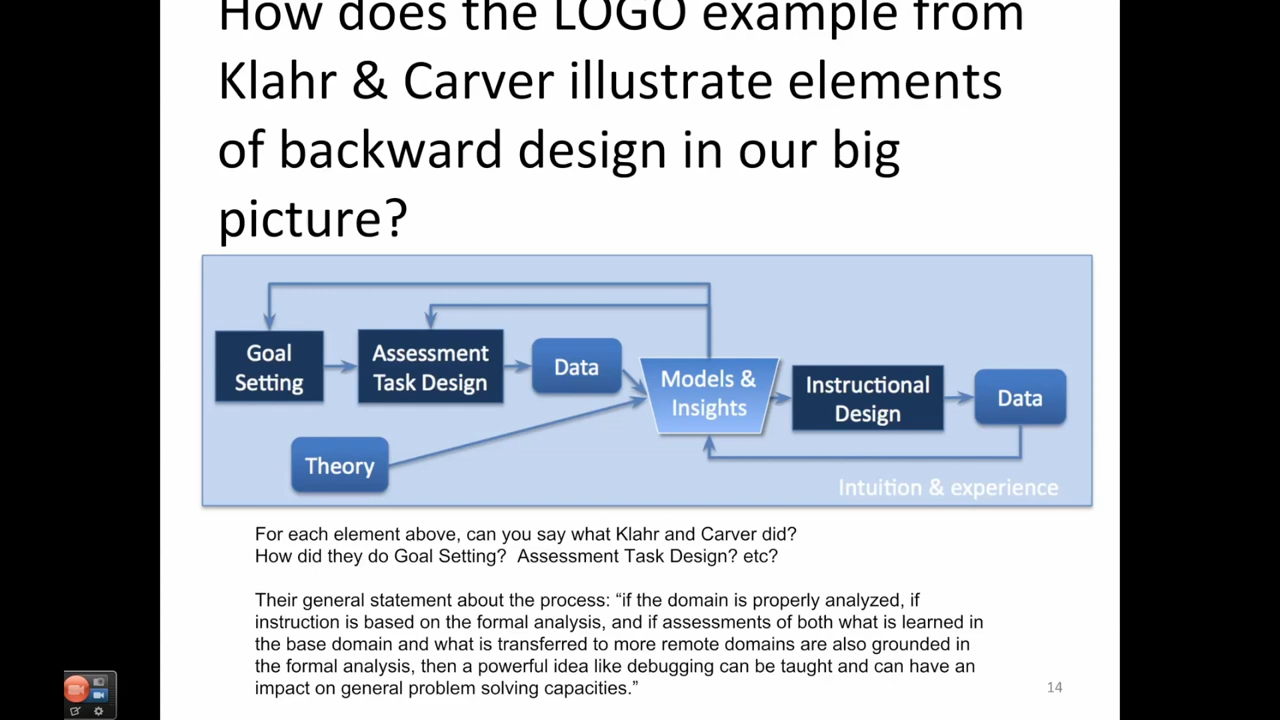 How does the LOGO example from
Klahr & Carver illustrate elements
of backward design in our big
picture?
Goal
Setting
Assessment
Task Design
Data
Models &
Insights
Instructional
Design
Data
Theory
Intuition & experience
For each element above, can you say what Klahr and Carver did?
How did they do Goal Setting?  Assessment Task Design? etc?
Their general statement about the process: “if the domain is properly analyzed, if
instruction is based on the formal analysis, and if assessments of both what is learned in
the base domain and what is transferred to more remote domains are also grounded in
the formal analysis, then a powerful idea like debugging can be taught and can have an
impact on general problem solving capacities.”
14